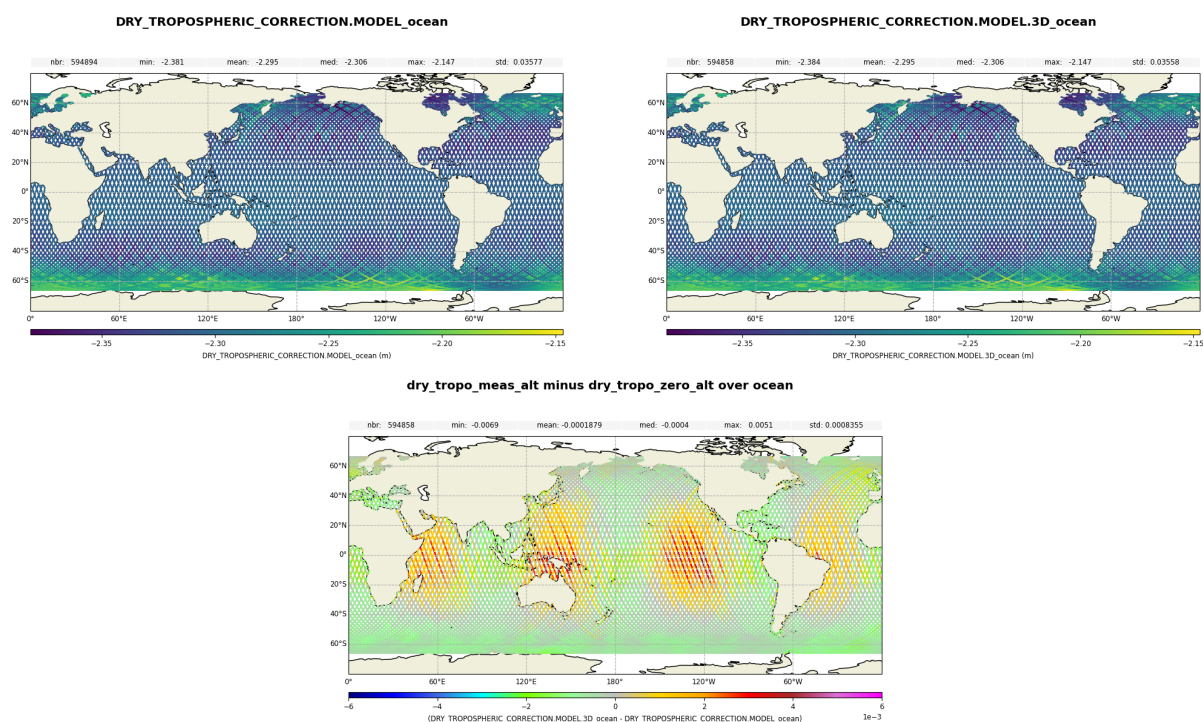 DRY_TROPOSPHERIC_CORRECTION.MODEL_ocean
nbr: 594894 min: -2.381 mean: -2.295 med: -2.306 max: -2.147 std: 0.03577
60°N
40°N
20°N
0°
20°S
40°S
60°S
0° 60°E 120°E 180° 120°W 60°W
−2.35 −2.30 −2.25 −2.20 −2.15
DRY_TROPOSPHERIC_CORRECTION.MODEL_ocean (m)
DRY_TROPOSPHERIC_CORRECTION.MODEL.3D_ocean
nbr: 594858 min: -2.384 mean: -2.295 med: -2.306 max: -2.147 std: 0.03558
60°N
40°N
20°N
0°
20°S
40°S
60°S
0° 60°E 120°E 180° 120°W 60°W
−2.35 −2.30 −2.25 −2.20 −2.15
DRY_TROPOSPHERIC_CORRECTION.MODEL.3D_ocean (m)
dry_tropo_meas_alt minus dry_tropo_zero_alt over ocean
nbr: 594858 min: -0.0069 mean: -0.0001879 med: -0.0004 max: 0.0051 std: 0.0008355
60°N
40°N
20°N
0°
20°S
40°S
60°S
0° 60°E 120°E 180° 120°W 60°W
−6 −4 −2 0 2 4 6
1e−3
(DRY_TROPOSPHERIC_CORRECTION.MODEL.3D_ocean - DRY_TROPOSPHERIC_CORRECTION.MODEL_ocean)